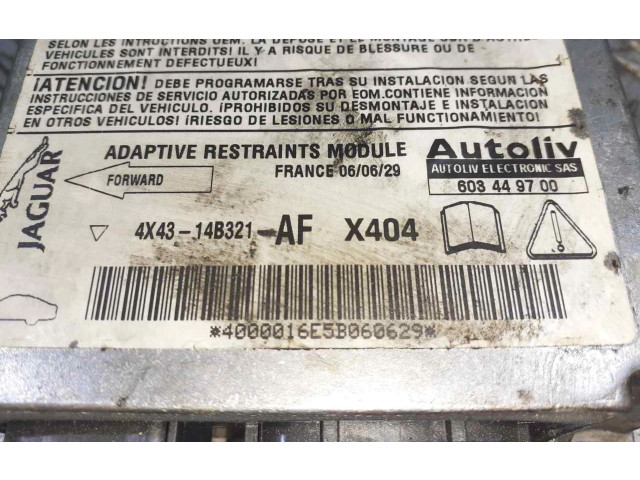 SELON LES INTRUCTIONS OEM. LA DEPOSE ET LE MONTAGE SUR D'AUTRES
VEHICULES SONT INTERDITS! IL Y A RISQUE DE BLESSURE OU DE
FONCTIONNEMENT DEFECTUEUX!
¡ATENCION! DEBE PROGRAMARSE TRAS SU INSTALACION SEGUN LAS
INSTRUCCIONES DE SERVICIO AUTORIZADAS POR EOM.CONTIENE INFORMACION
ESPECIFICA DEL VEHICULO. ¡PROHIBIDOS SU DESMONTAJE E INSTALACION
EN OTROS VEHICULOS! ¡RIESGO DE LESIONES O MAL FUNCIONAMIENTO!
JAGUAR
ADAPTIVE RESTRAINTS MODULE
FORWARD
FRANCE 06/06/29
Autoliv
AUTOLIV ELECTRONIC SAS
603 44 97 00
4X43-14B321-AF X404
*4000016E5B060629*